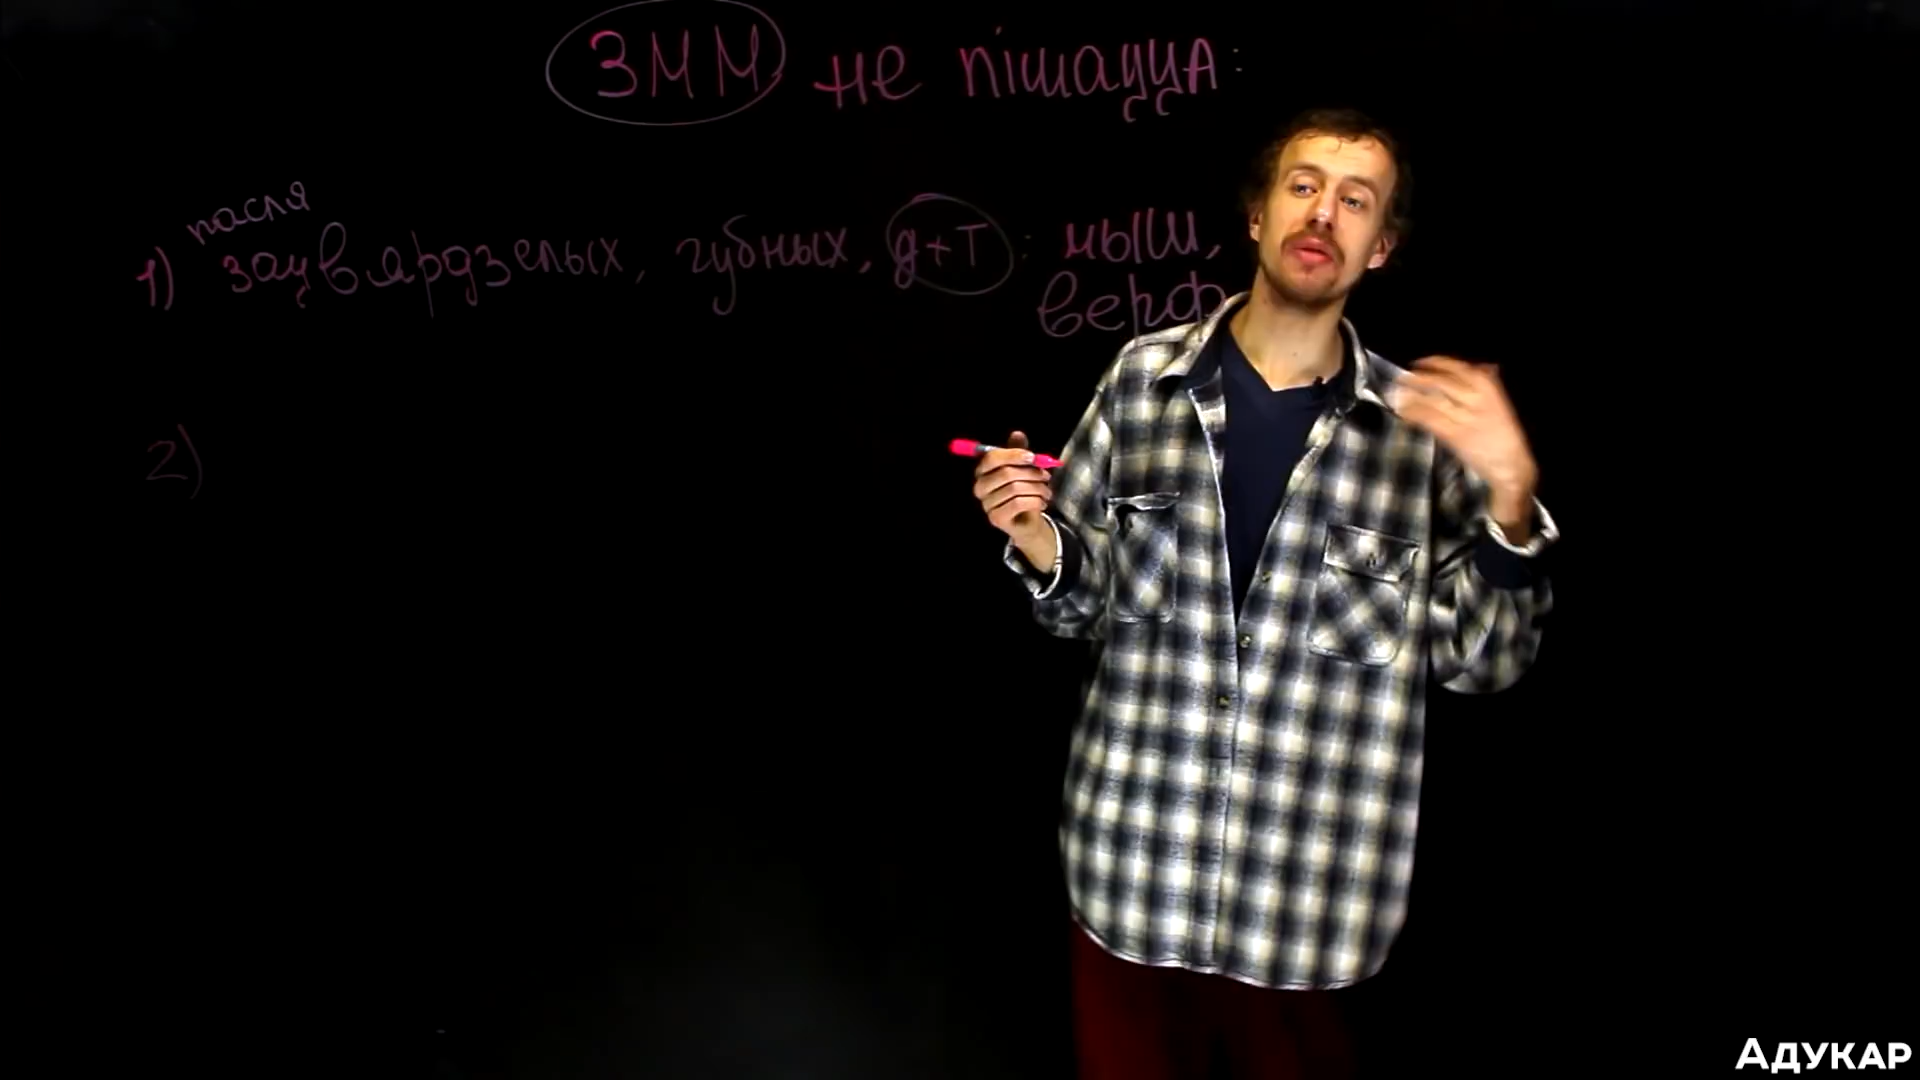 ЗММ не пішацца:
пасля
1) зацвярдзелых, губных, д+т: мыш,
верф
2)
Адукар